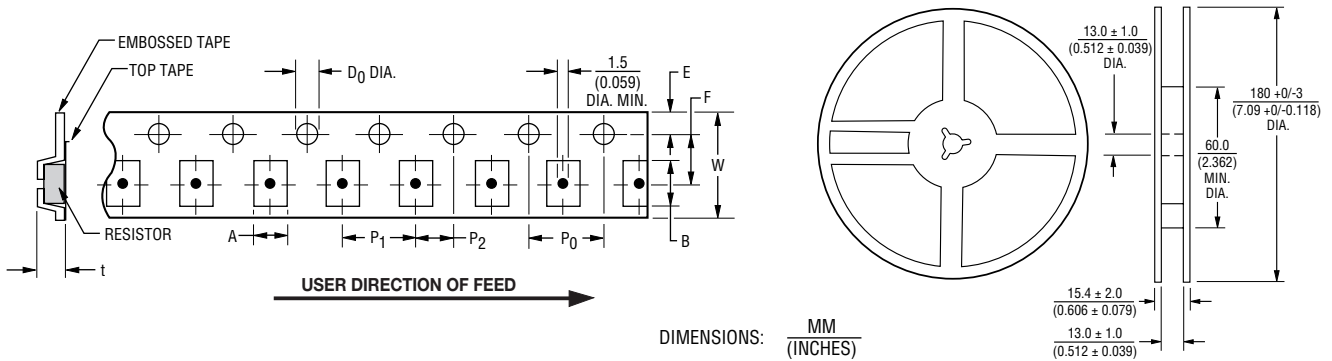 EMBOSSED TAPE
TOP TAPE
D0 DIA.
1.5
(0.059)
DIA. MIN.
E
F
W
RESISTOR
A
P1
P2
P0
B
t
USER DIRECTION OF FEED
DIMENSIONS: MM
(INCHES)
13.0 ± 1.0
(0.512 ± 0.039)
DIA.
180 +0/-3
(7.09 +0/-0.118)
DIA.
60.0
(2.362)
MIN.
DIA.
15.4 ± 2.0
(0.606 ± 0.079)
13.0 ± 1.0
(0.512 ± 0.039)